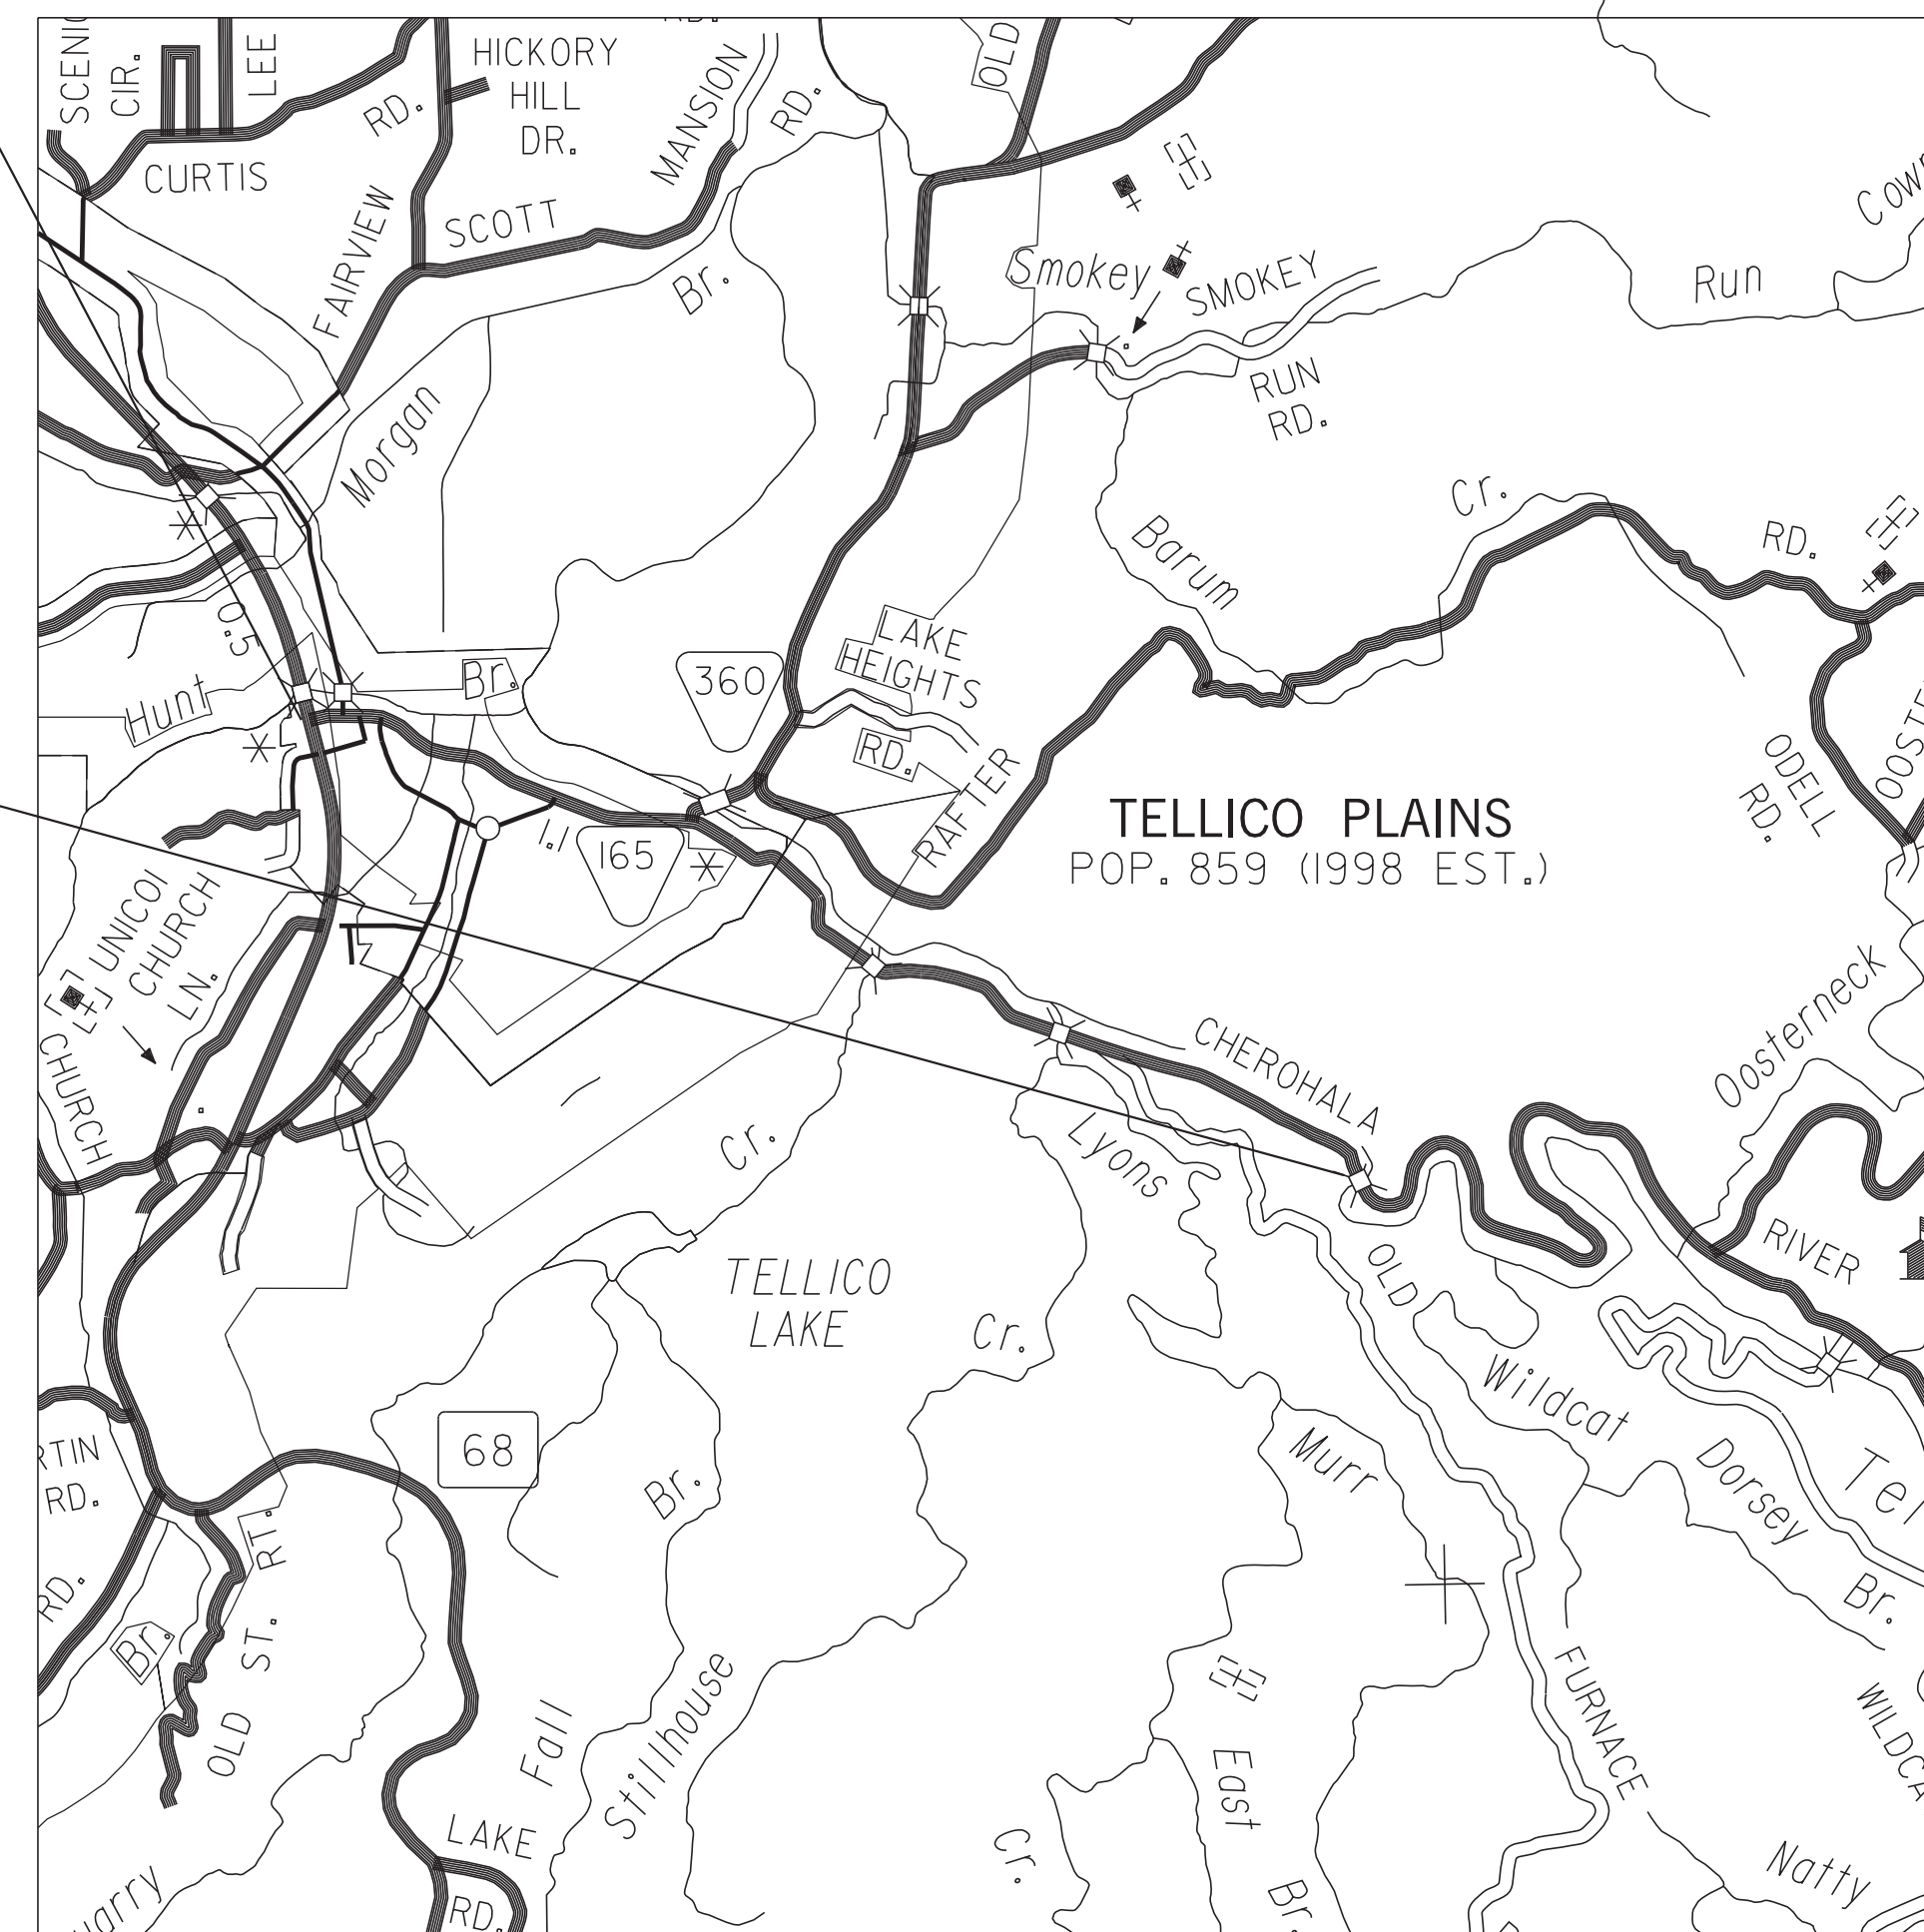 SCENIC
CIR.
LEE
RD.
HICKORY
HILL
DR.
CURTIS
FAIRVIEW
SCOTT
MANSION
RD.
OLD
Br.
Morgan
Smokey
SMOKEY
RUN
RD.
Run
Barum
Cr.
RD.
0.5
Hunt
Br.
360
LAKE
HEIGHTS
RD.
RAFTER
TELLICO PLAINS
POP. 859 (1998 EST.)
ODELL
RD.
1.1
165
UNICOI
CHURCH
LN.
CHURCH
CHEROHALA
Oosterneck
Lyons
Cr.
RIVER
OLD
TELLICO
LAKE
Cr.
Wildcat
68
Br.
Murr
Dorsey
Br.
RD.
RD.
Br.
OLD
ST.
RT.
Fall
Stillhouse
East
Br.
FURNACE
LAKE
RD.
Cr.
Natty